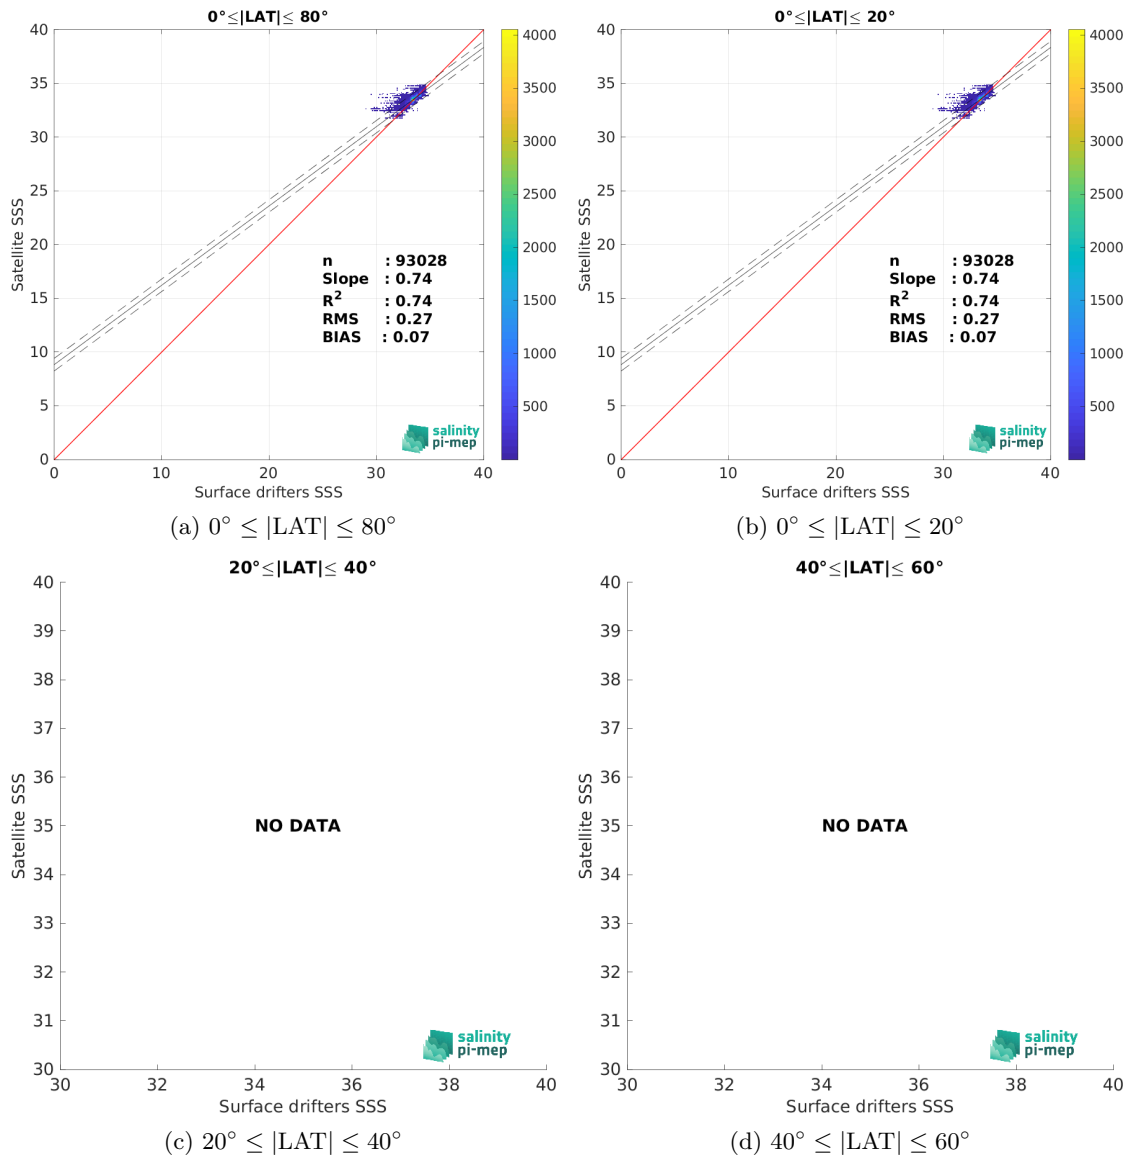 0°≤|LAT|≤ 80°
40
35
30
25
20
15
10
5
0
Satellite SSS
0
10
20
30
40
Surface drifters SSS
n : 93028
Slope : 0.74
R² : 0.74
RMS : 0.27
BIAS : 0.07
salinity
pi-mep
4000
3500
3000
2500
2000
1500
1000
500
(a) 0° ≤ |LAT| ≤ 80°
0°≤|LAT|≤ 20°
40
35
30
25
20
15
10
5
0
Satellite SSS
0
10
20
30
40
Surface drifters SSS
n : 93028
Slope : 0.74
R² : 0.74
RMS : 0.27
BIAS : 0.07
salinity
pi-mep
4000
3500
3000
2500
2000
1500
1000
500
(b) 0° ≤ |LAT| ≤ 20°
20°≤|LAT|≤ 40°
40
39
38
37
36
35
34
33
32
31
30
Satellite SSS
NO DATA
salinity
pi-mep
30
32
34
36
38
40
Surface drifters SSS
(c) 20° ≤ |LAT| ≤ 40°
40°≤|LAT|≤ 60°
40
39
38
37
36
35
34
33
32
31
30
Satellite SSS
NO DATA
salinity
pi-mep
30
32
34
36
38
40
Surface drifters SSS
(d) 40° ≤ |LAT| ≤ 60°